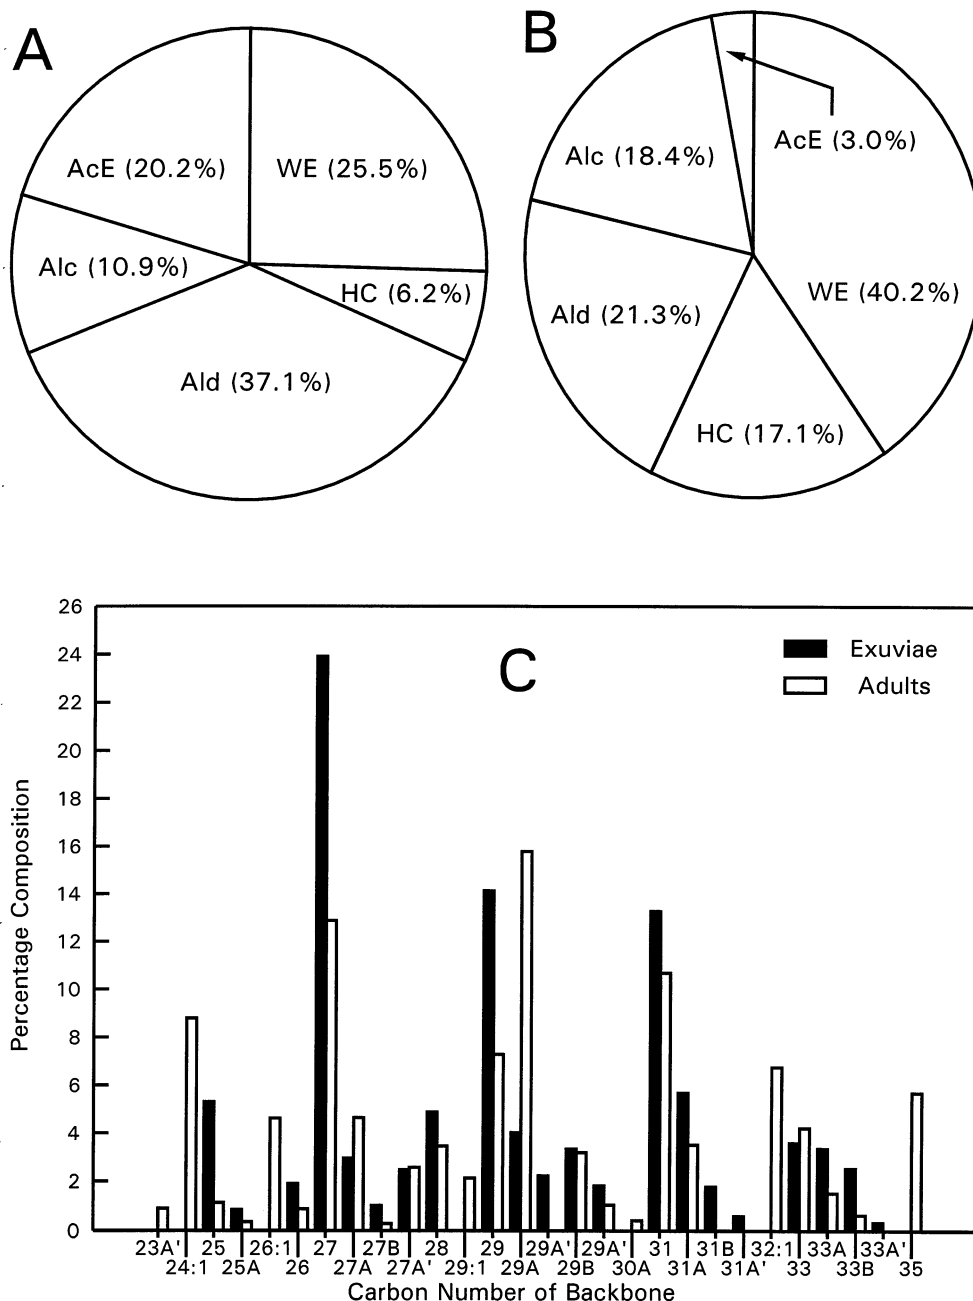 A
AcE (20.2%)
WE (25.5%)
Alc (10.9%)
HC (6.2%)
Ald (37.1%)
B
AcE (3.0%)
Alc (18.4%)
WE (40.2%)
Ald (21.3%)
HC (17.1%)
C
Exuviae
Adults
Percentage Composition
26
24
22
20
18
16
14
12
10
8
6
4
2
0
23A' 25 26:1 27 27B 28 29 29A' 29A' 31 31B 32:1 33A 33A'
24:1 25A 26 27A 27A' 29:1 29A 29B 30A 31A 31A' 33 33B 35
Carbon Number of Backbone